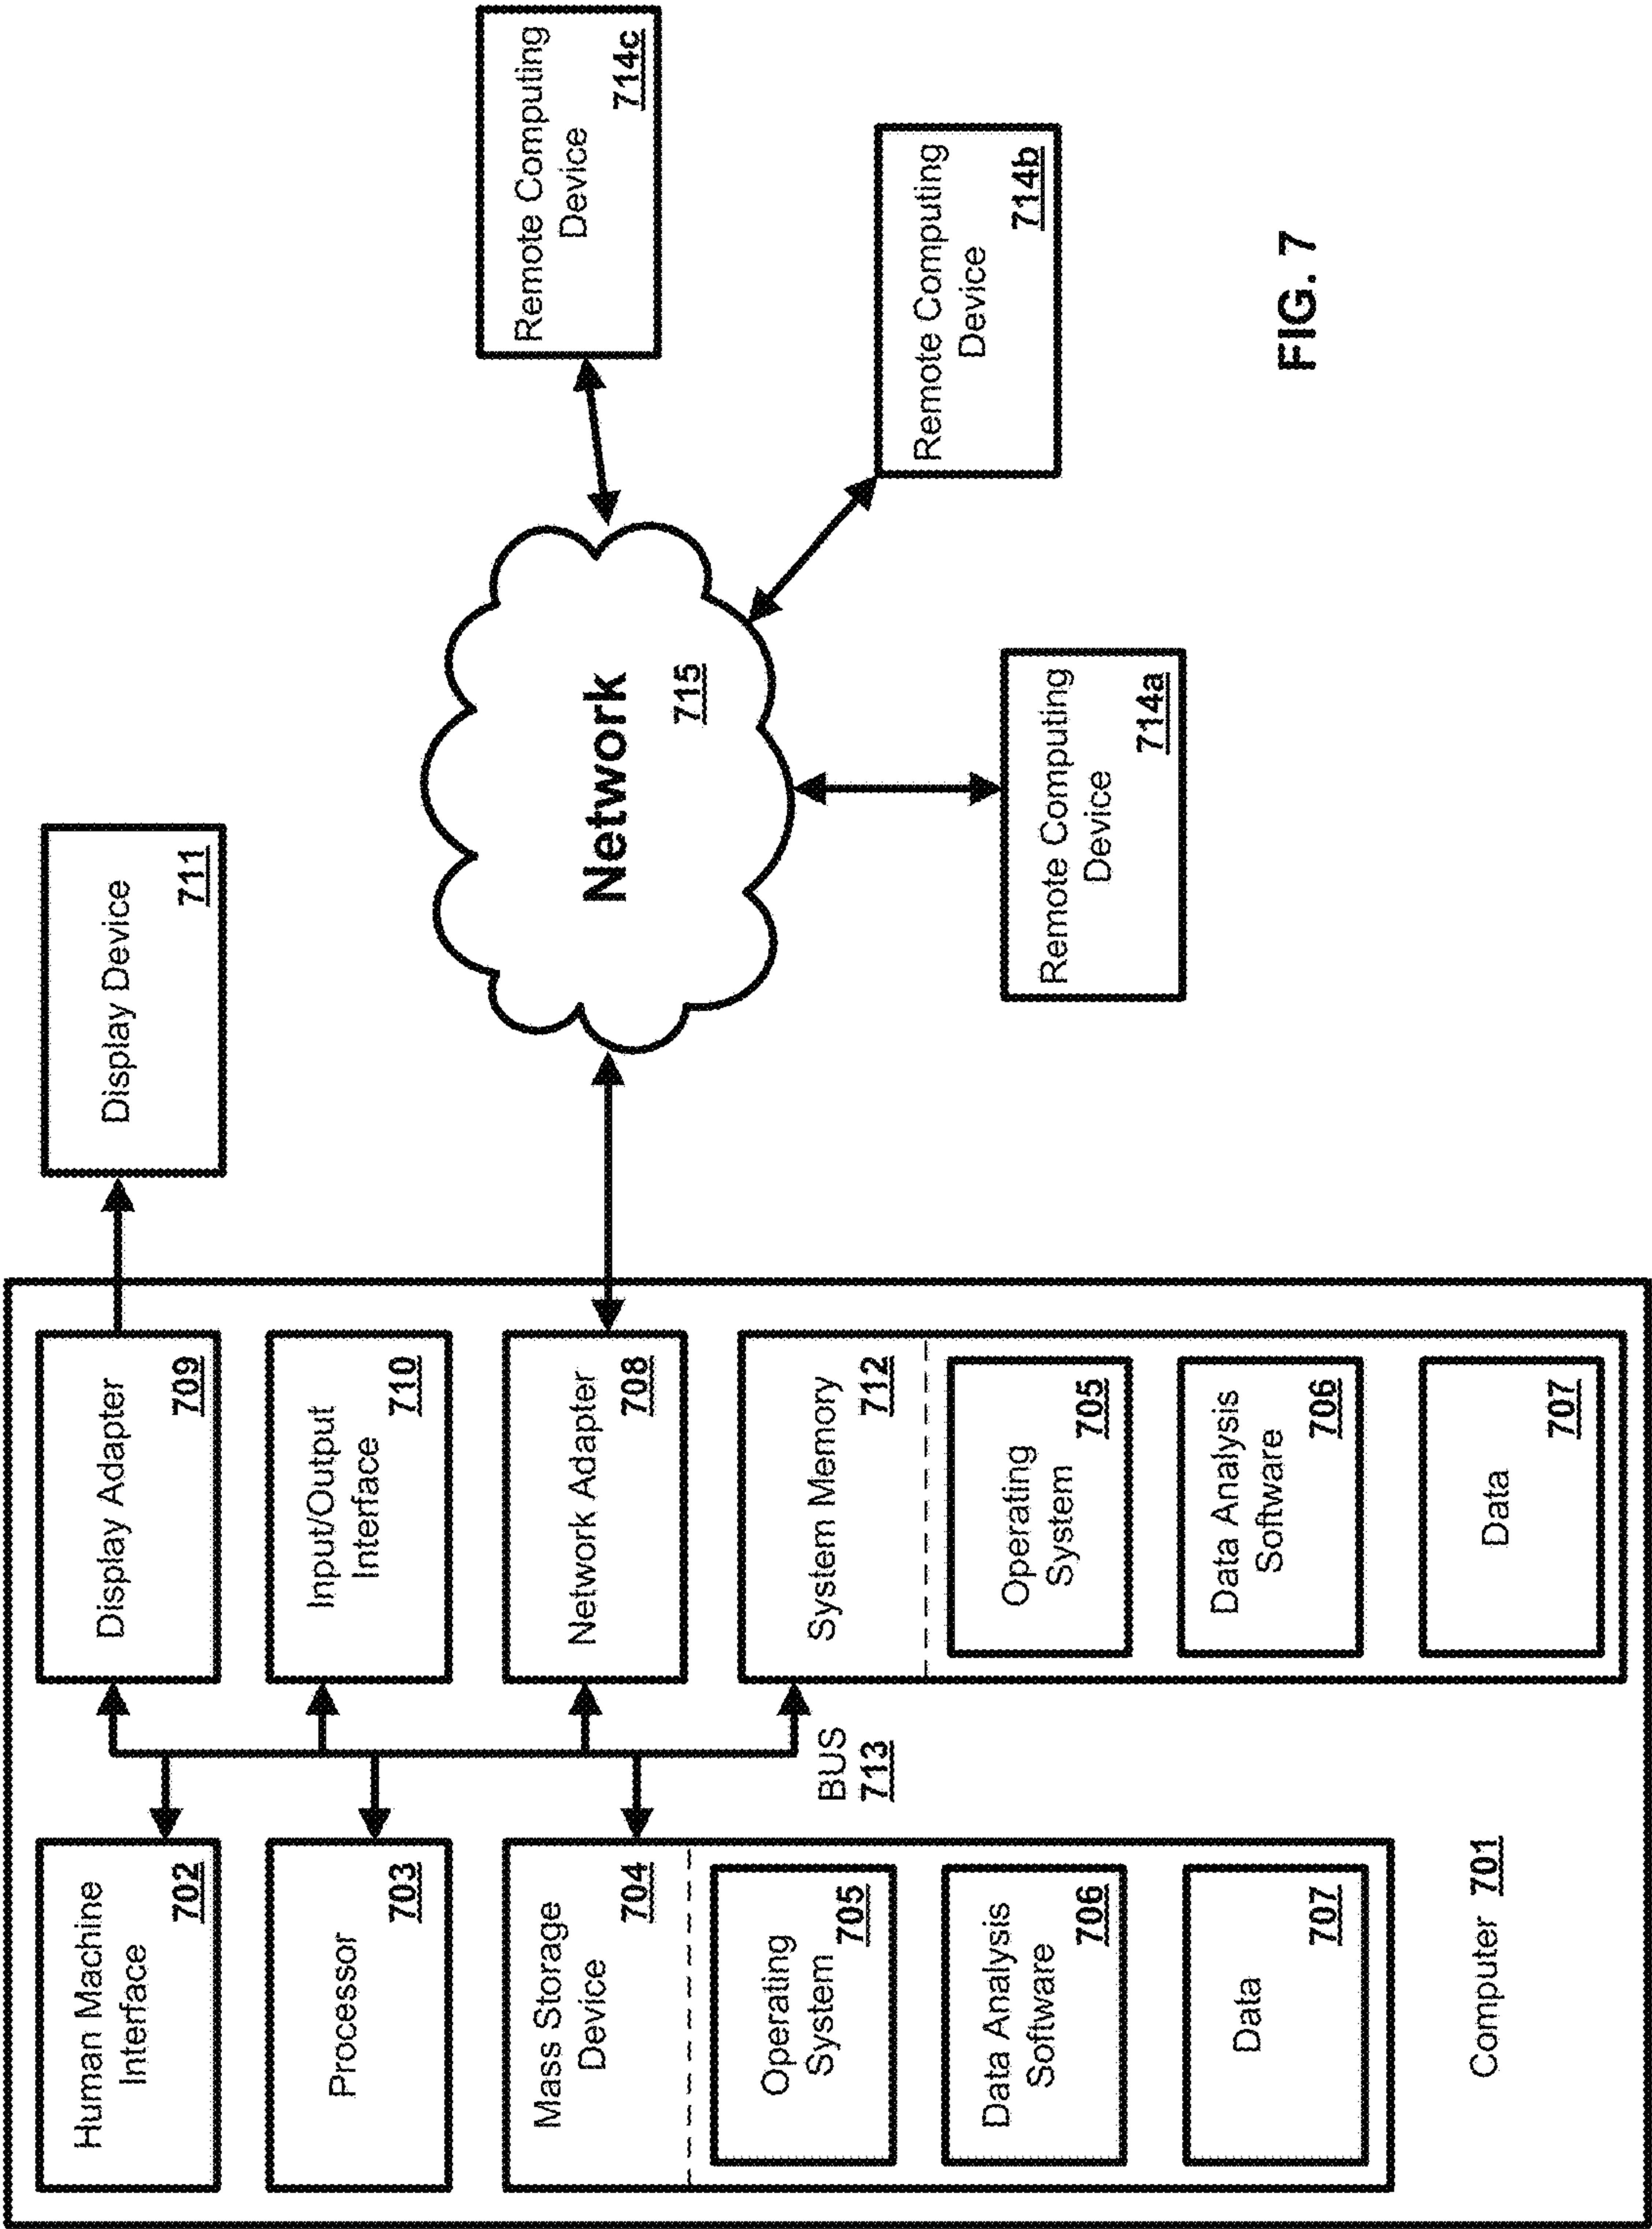 Human Machine
Interface
702
Processor
703
Mass Storage
Device
704
Operating
System
705
Data Analysis
Software
706
Data
707
Computer 701
BUS
713
Display Adapter
709
Input/Output
Interface
710
Network Adapter
708
System Memory
712
Operating
System
705
Data Analysis
Software
706
Data
707
Display Device
711
Network
715
Remote Computing
Device
714a
Remote Computing
Device
714b
Remote Computing
Device
714c
FIG. 7